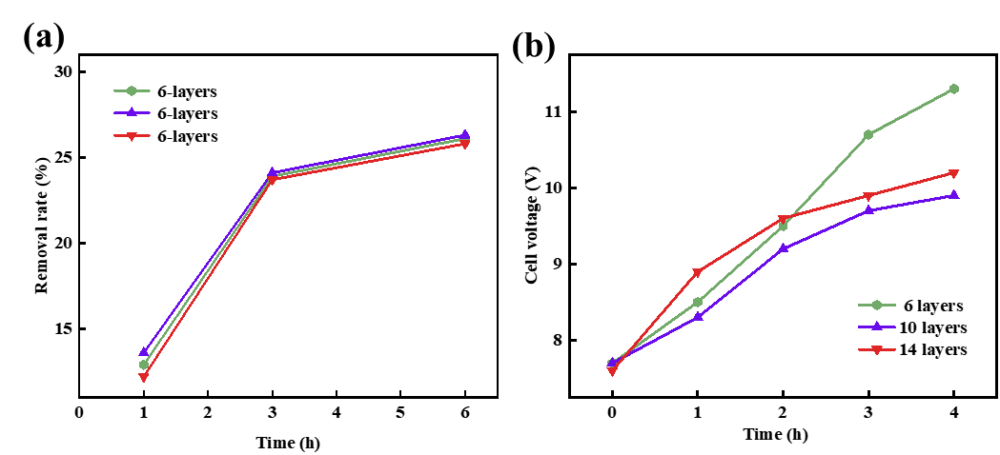 (a)
30
25
20
15
6-layers
6-layers
6-layers
Removal rate (%)
0 1 2 3 4 5 6
Time (h)
(b)
11
10
9
8
Cell voltage (V)
6 layers
10 layers
14 layers
0 1 2 3 4
Time (h)